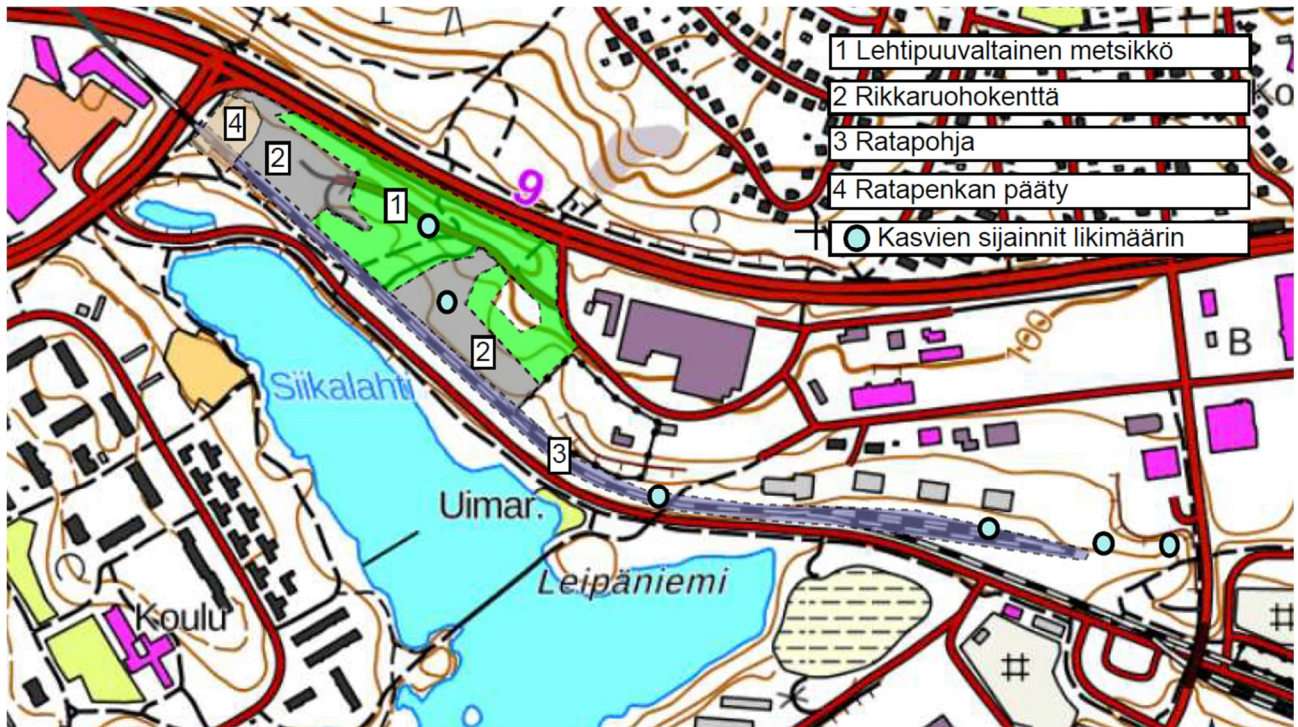 1 Lehtipuuvaltainen metsikkö
2 Rikkaruohokenttä
3 Ratapohja
4 Ratapenkan pääty
Kasvien sijainnit likimäärin
Ko
4
2
1
9
2
100
B
Siikalahti
3
Uimar.
Leipäniemi
Koulu